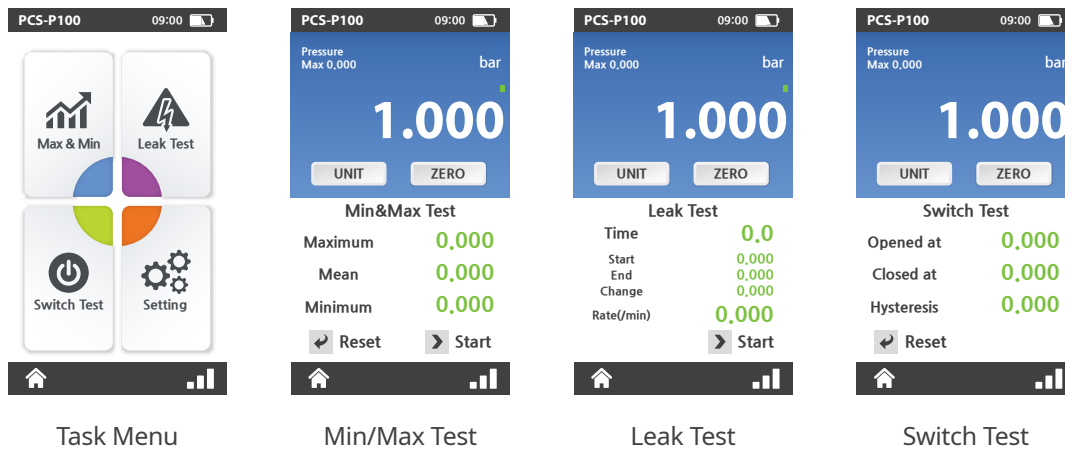 PCS-P100 09:00
Max & Min Leak Test
Switch Test Setting
Task Menu
PCS-P100 09:00
Pressure
Max 0.000 bar
1.000
UNIT ZERO
Min&Max Test
Maximum 0.000
Mean 0.000
Minimum 0.000
Reset Start
Min/Max Test
PCS-P100 09:00
Pressure
Max 0.000 bar
1.000
UNIT ZERO
Leak Test
Time 0.0
Start 0.000
End 0.000
Change 0.000
Rate(/min) 0.000
Start
Leak Test
PCS-P100 09:00
Pressure
Max 0.000 bar
1.000
UNIT ZERO
Switch Test
Opened at 0.000
Closed at 0.000
Hysteresis 0.000
Reset
Switch Test